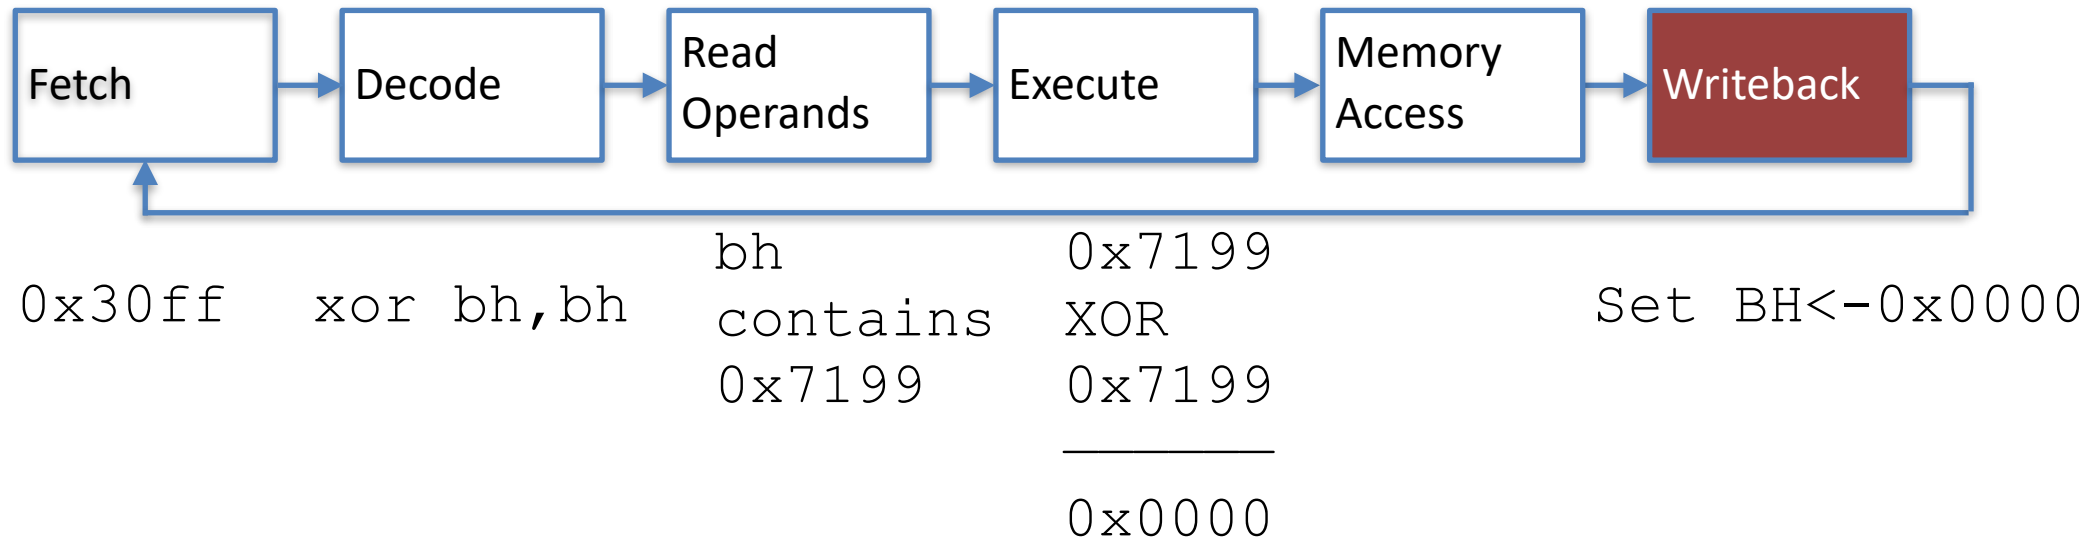 Fetch
Decode
Read
Operands
Execute
Memory
Access
Writeback
0x30ff
xor bh,bh
bh
contains
0x7199
0x7199
XOR
0x7199
0x0000
Set BH<-0x0000